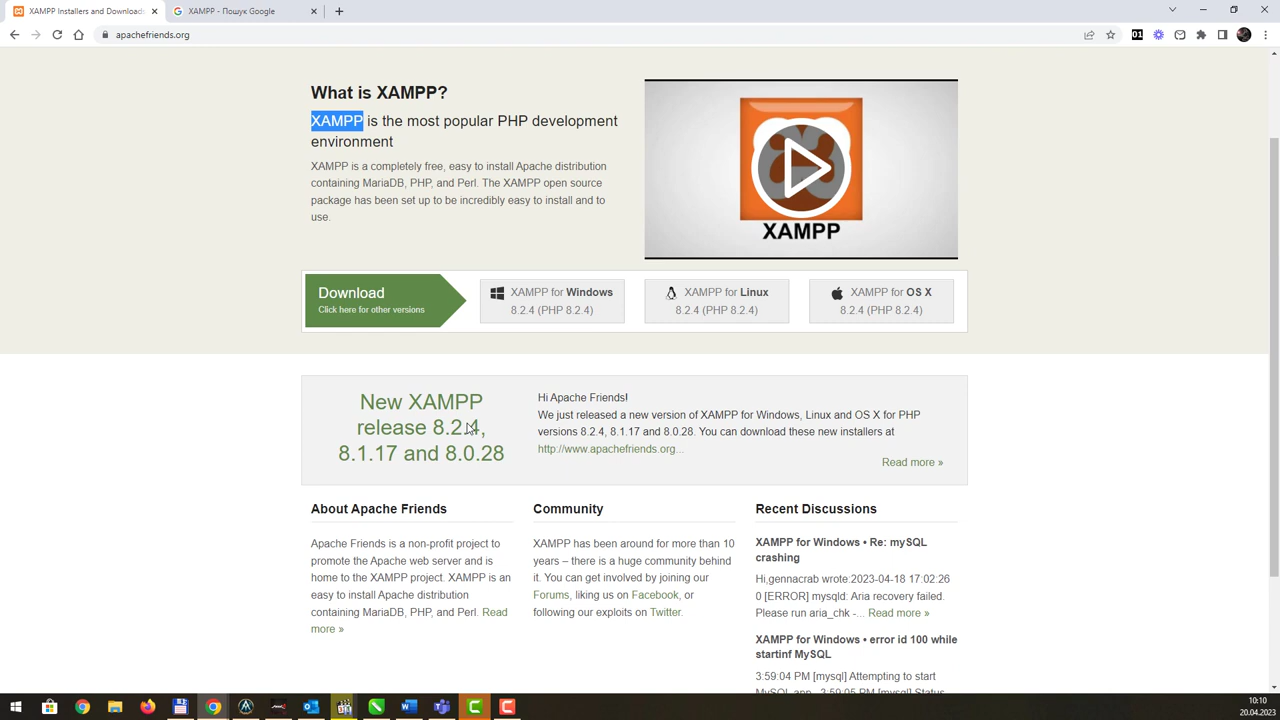 XAMPP Installers and Downloads
XAMPP - Пошук Google
apachefriends.org
01
What is XAMPP?
XAMPP is the most popular PHP development
environment
XAMPP is a completely free, easy to install Apache distribution
containing MariaDB, PHP, and Perl. The XAMPP open source
package has been set up to be incredibly easy to install and to
use.
XAMPP
Download
Click here for other versions
XAMPP for Windows
8.2.4 (PHP 8.2.4)
XAMPP for Linux
8.2.4 (PHP 8.2.4)
XAMPP for OS X
8.2.4 (PHP 8.2.4)
New XAMPP
release 8.2.4,
8.1.17 and 8.0.28
Hi Apache Friends!
We just released a new version of XAMPP for Windows, Linux and OS X for PHP
versions 8.2.4, 8.1.17 and 8.0.28. You can download these new installers at
http://www.apachefriends.org...
Read more »
About Apache Friends
Apache Friends is a non-profit project to
promote the Apache web server and is
home to the XAMPP project. XAMPP is an
easy to install Apache distribution
containing MariaDB, PHP, and Perl. Read
more »
Community
XAMPP has been around for more than 10
years – there is a huge community behind
it. You can get involved by joining our
Forums, liking us on Facebook, or
following our exploits on Twitter.
Recent Discussions
XAMPP for Windows • Re: mySQL
crashing
Hi,gennacrab wrote:2023-04-18 17:02:26
0 [ERROR] mysqld: Aria recovery failed.
Please run aria_chk -... Read more »
XAMPP for Windows • error id 100 while
startinf MySQL
3:59:04 PM [mysql] Attempting to start
MySQL app... 3:59:05 PM [mysql] Status
10:10
20.04.2023